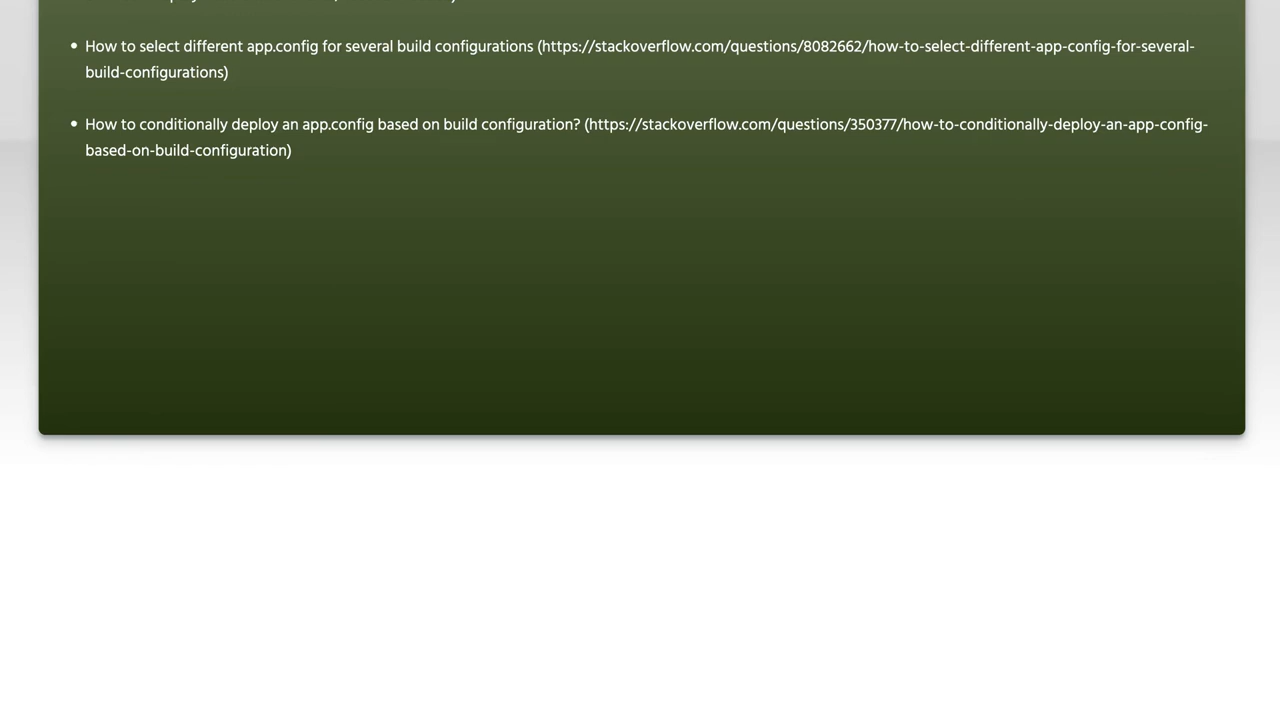 • How to select different app.config for several build configurations (https://stackoverflow.com/questions/8082662/how-to-select-different-app-config-for-several-
build-configurations)
• How to conditionally deploy an app.config based on build configuration? (https://stackoverflow.com/questions/350377/how-to-conditionally-deploy-an-app-config-
based-on-build-configuration)